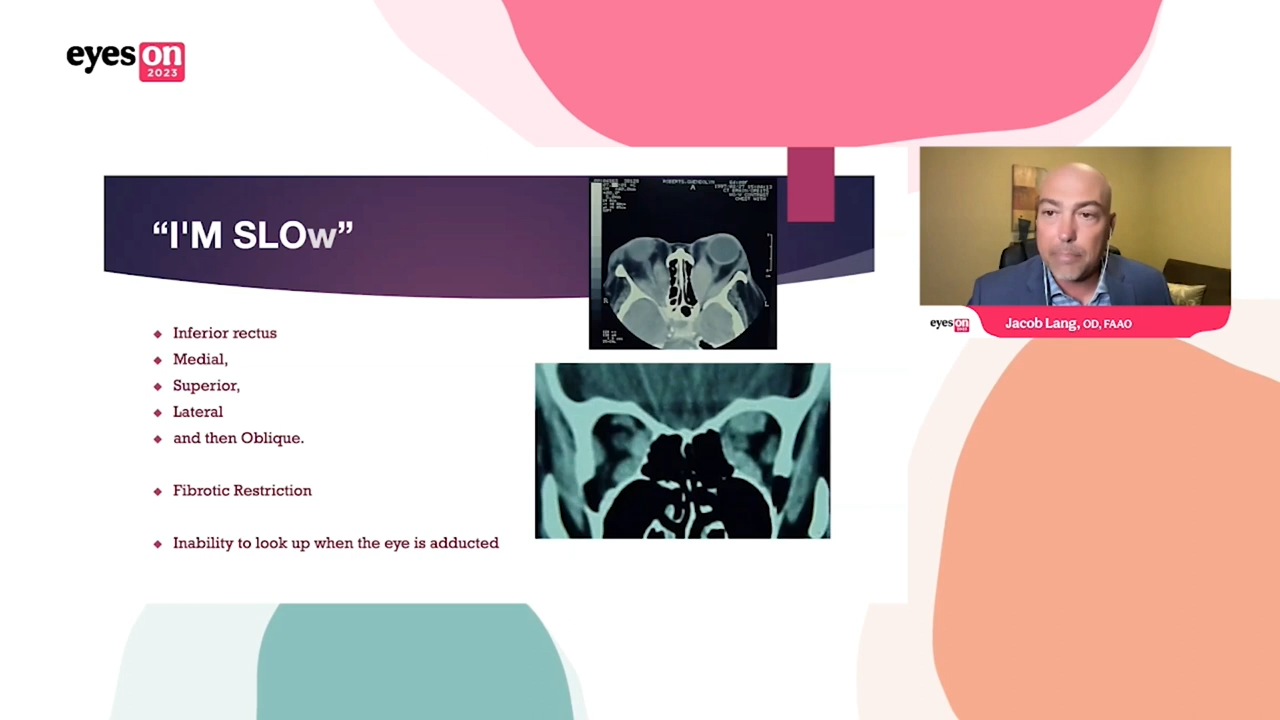 eyes on
2023
“I'M SLOw”
Inferior rectus
Medial,
Superior,
Lateral
and then Oblique.
Fibrotic Restriction
Inability to look up when the eye is adducted
A
eyes on
2023
Jacob Lang, OD, FAAO